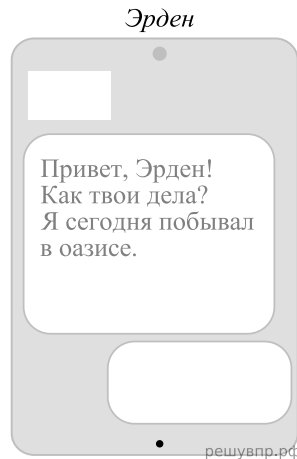 Эрден
Привет, Эрден!
Как твои дела?
Я сегодня побывал
в оазисе.
решувпр.рф